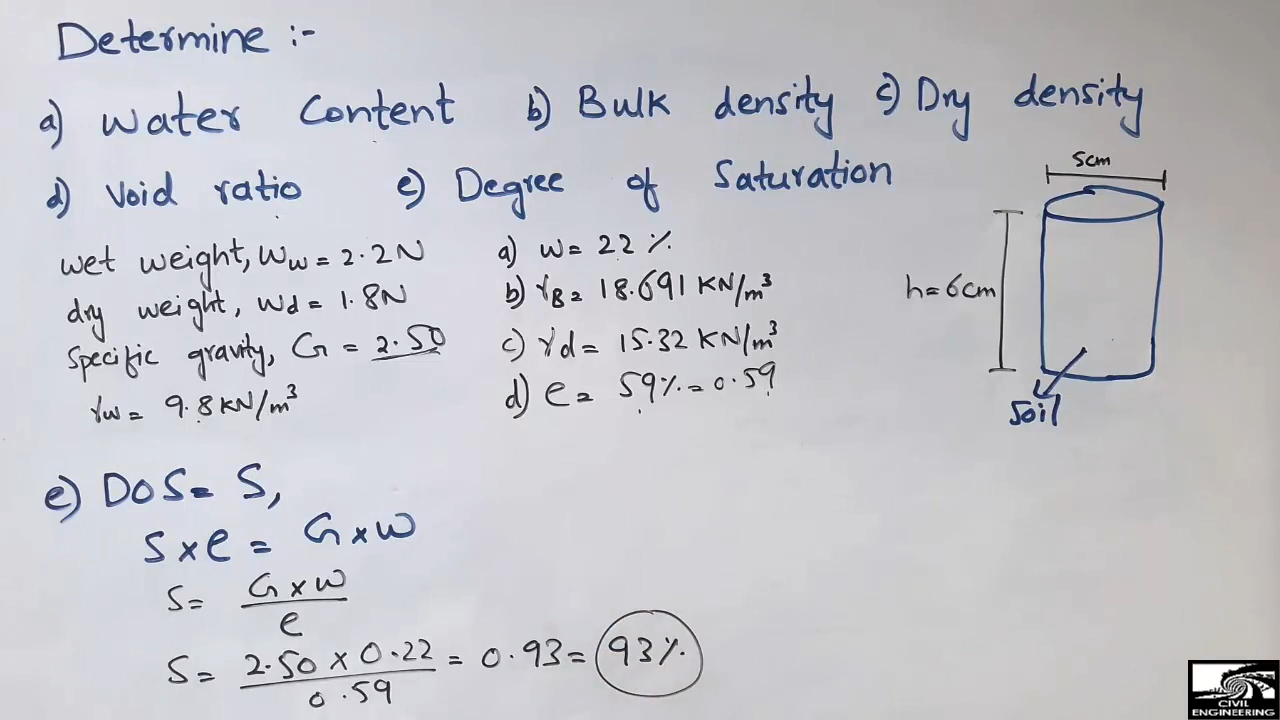 Determine :-
a) Water Content b) Bulk density c) Dry density
d) Void ratio e) Degree of Saturation
5cm
wet weight, Ww = 2.2N
dry weight, Wd = 1.8N
Specific gravity, G = 2.50
γw = 9.8 KN/m³
a) w = 22 %
b) γB = 18.691 KN/m³
c) γd = 15.32 KN/m³
d) e = 59% = 0.59
h = 6cm
Soil
e) DOS = S,
S × e = G × w
S = G × w / e
S = 2.50 × 0.22 / 0.59 = 0.93 = 93%.
CIVIL
ENGINEERING